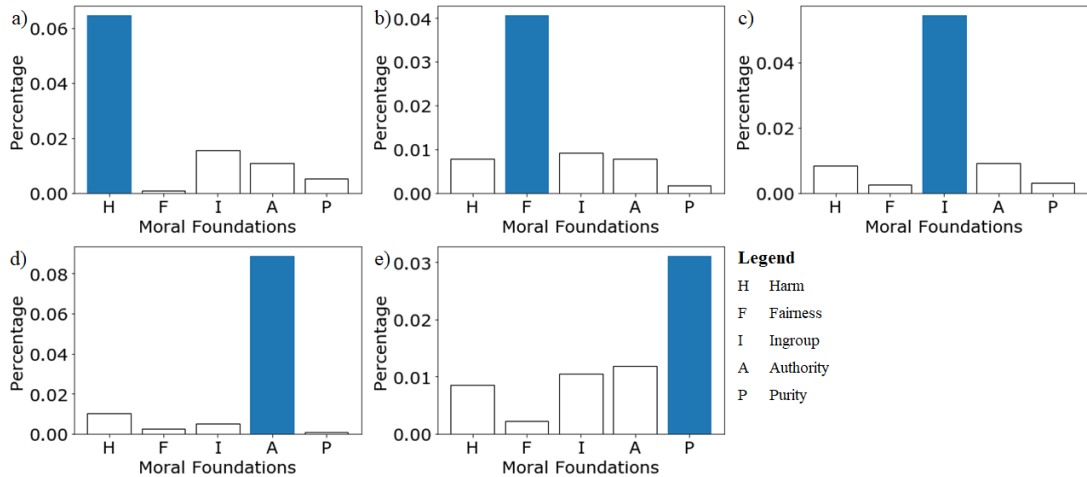 a)
Percentage
0.06
0.04
0.02
0.00
H F I A P
Moral Foundations
b)
Percentage
0.04
0.03
0.02
0.01
0.00
H F I A P
Moral Foundations
c)
Percentage
0.04
0.02
0.00
H F I A P
Moral Foundations
d)
Percentage
0.08
0.06
0.04
0.02
0.00
H F I A P
Moral Foundations
e)
Percentage
0.03
0.02
0.01
0.00
H F I A P
Moral Foundations
Legend
H Harm
F Fairness
I Ingroup
A Authority
P Purity